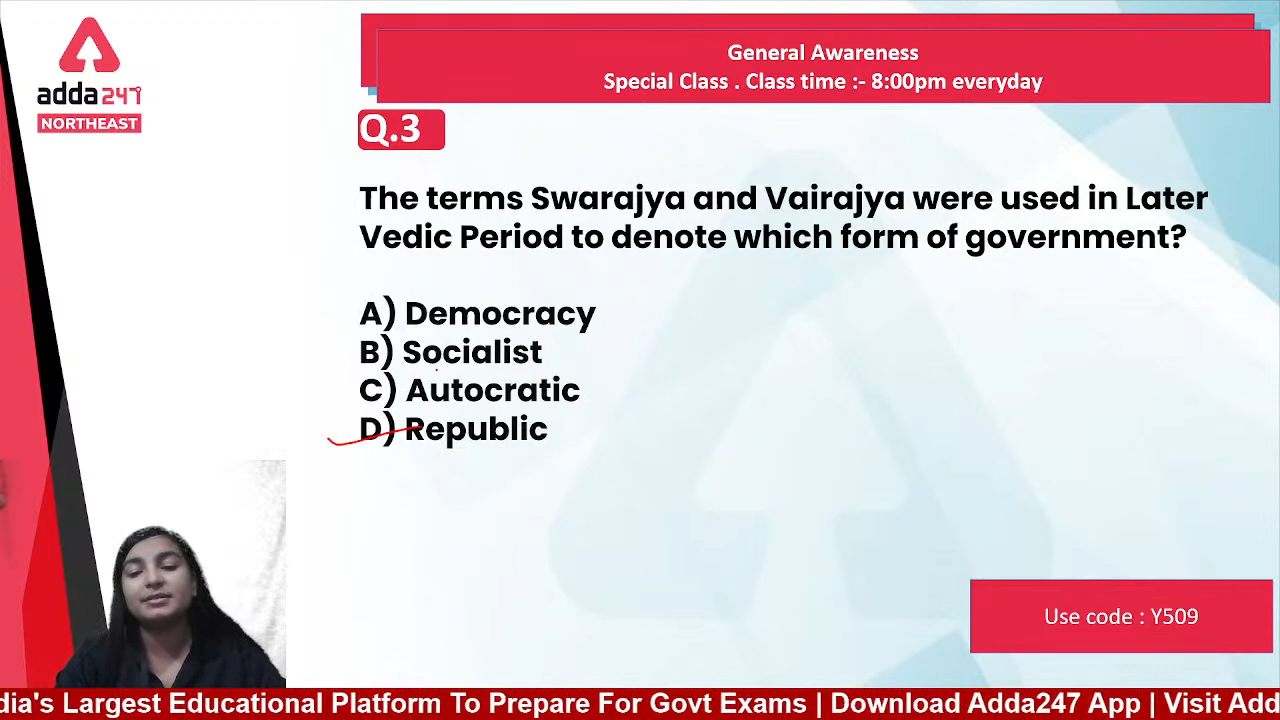 General Awareness
Special Class . Class time :- 8:00pm everyday
adda247
NORTHEAST
Q.3
The terms Swarajya and Vairajya were used in Later
Vedic Period to denote which form of government?
A) Democracy
B) Socialist
C) Autocratic
D) Republic
Use code : Y509
dia's Largest Educational Platform To Prepare For Govt Exams | Download Adda247 App | Visit Add